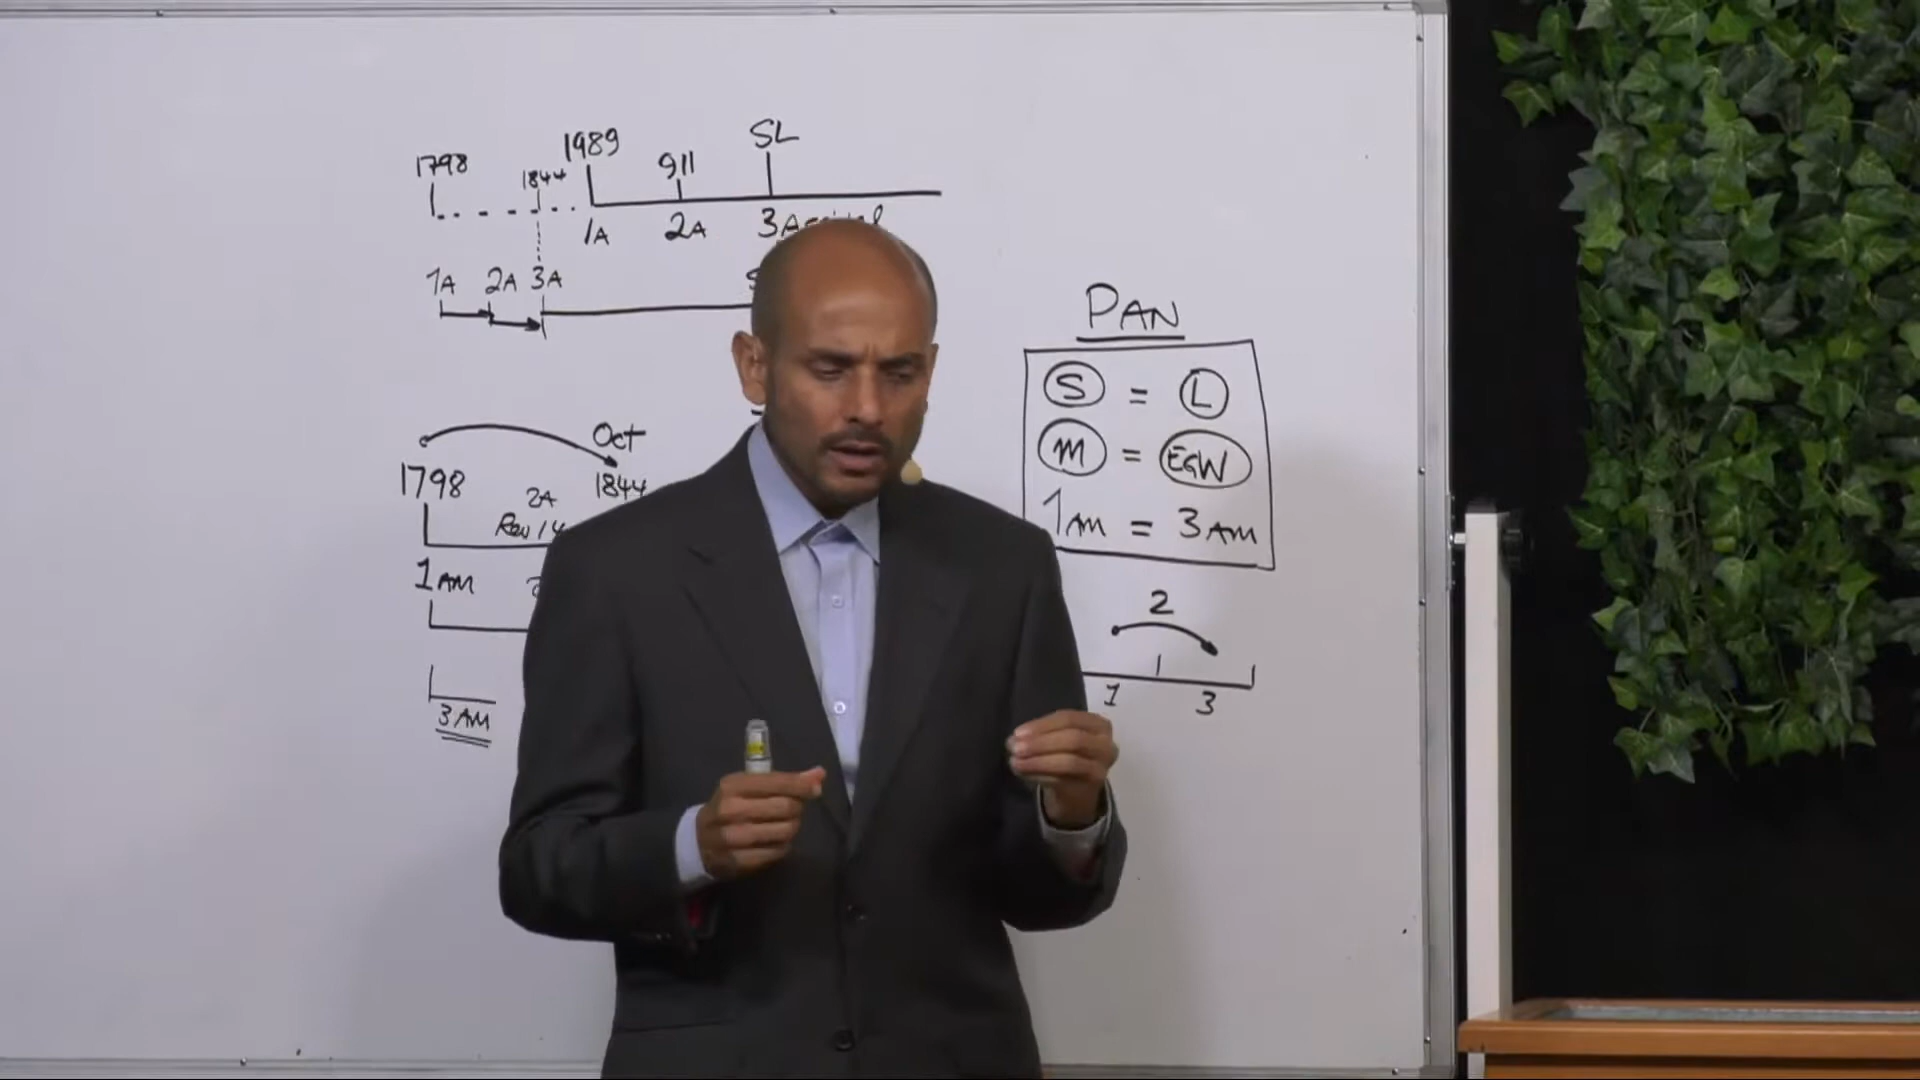 1798 1844 1989 911 SL
1A 2A 3A
1A 2A 3A
PAN
S = L
M = EGW
1AM = 3AM
Oct
1798 1844
2A
Rev 14
1AM
3AM
2
1 3